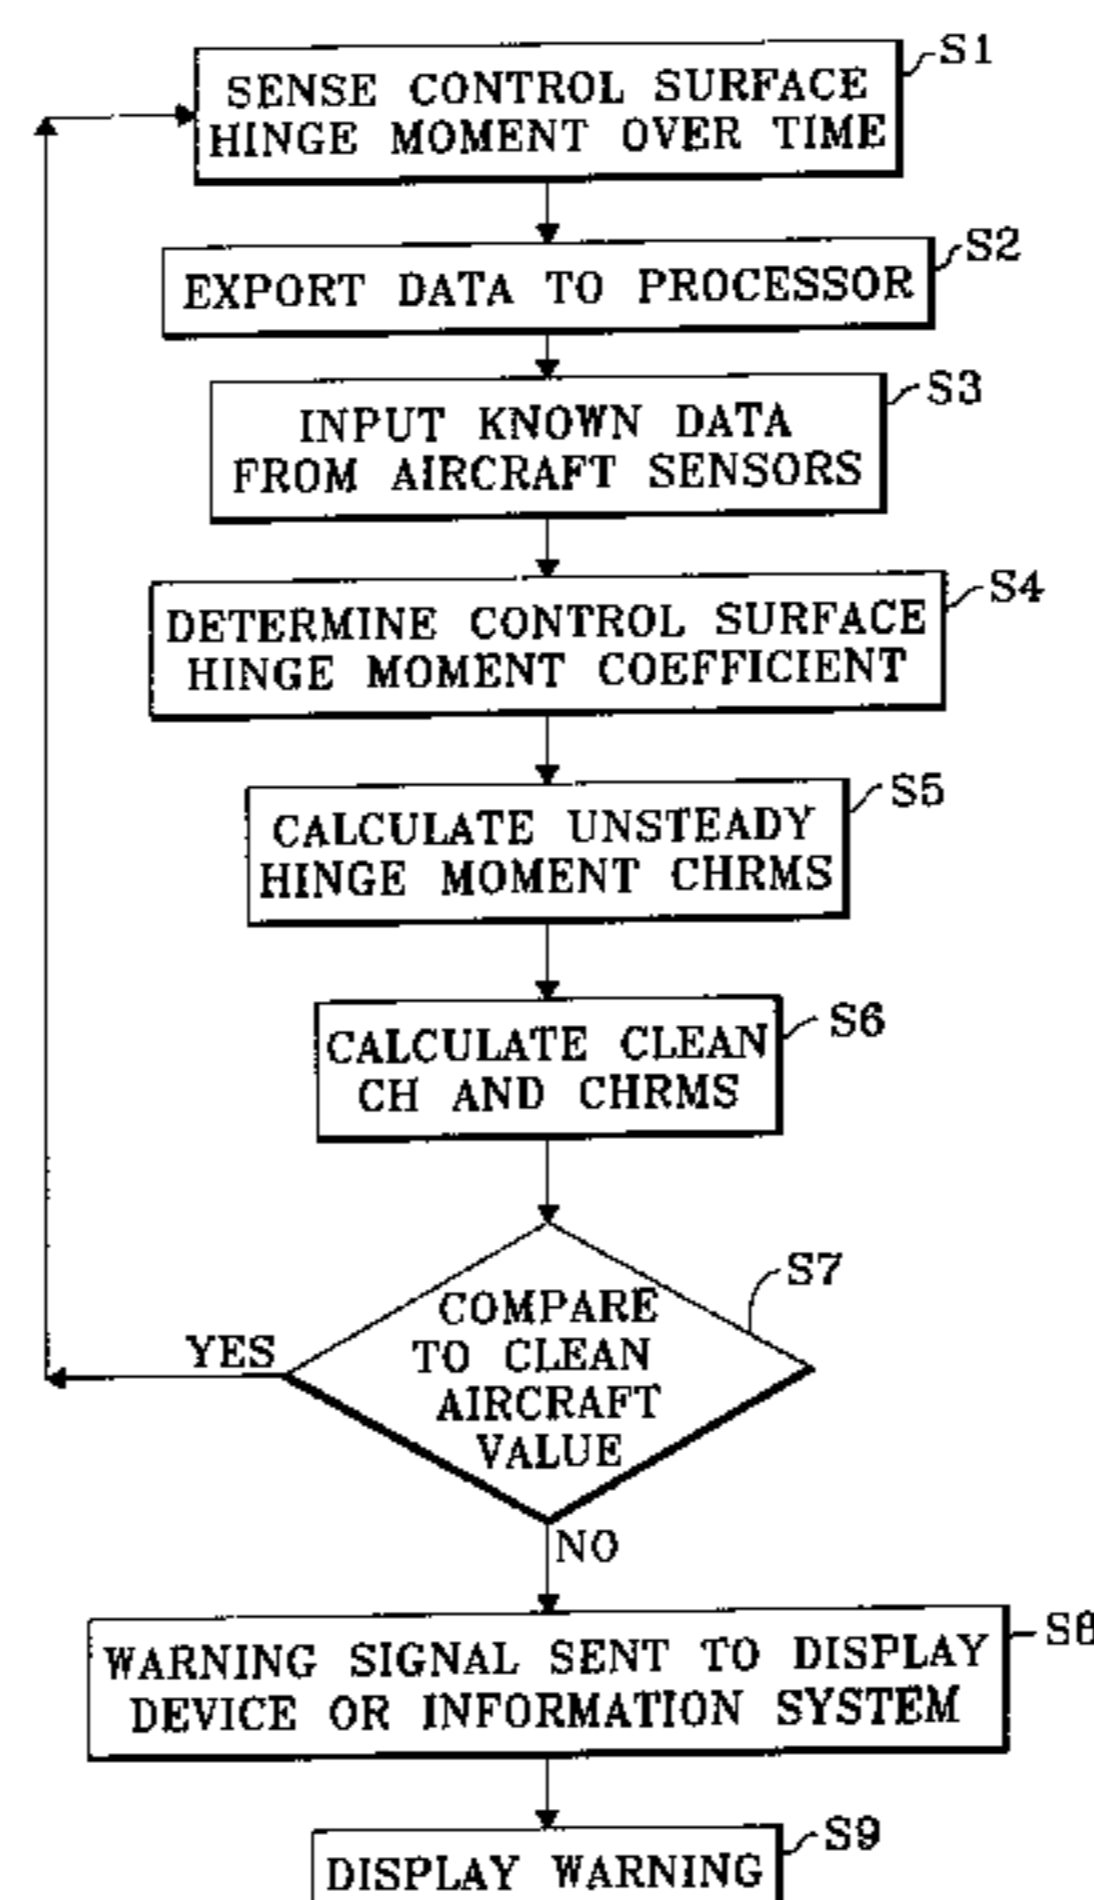 S1
SENSE CONTROL SURFACE
HINGE MOMENT OVER TIME
S2
EXPORT DATA TO PROCESSOR
S3
INPUT KNOWN DATA
FROM AIRCRAFT SENSORS
S4
DETERMINE CONTROL SURFACE
HINGE MOMENT COEFFICIENT
S5
CALCULATE UNSTEADY
HINGE MOMENT CHRMS
S6
CALCULATE CLEAN
CH AND CHRMS
S7
COMPARE
TO CLEAN
AIRCRAFT
VALUE
YES
NO
S8
WARNING SIGNAL SENT TO DISPLAY
DEVICE OR INFORMATION SYSTEM
S9
DISPLAY WARNING